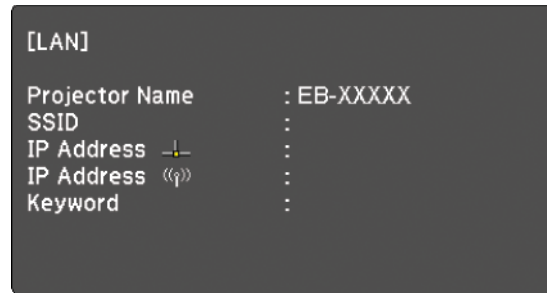 [LAN]
Projector Name : EB-XXXXX
SSID :
IP Address :
IP Address :
Keyword :